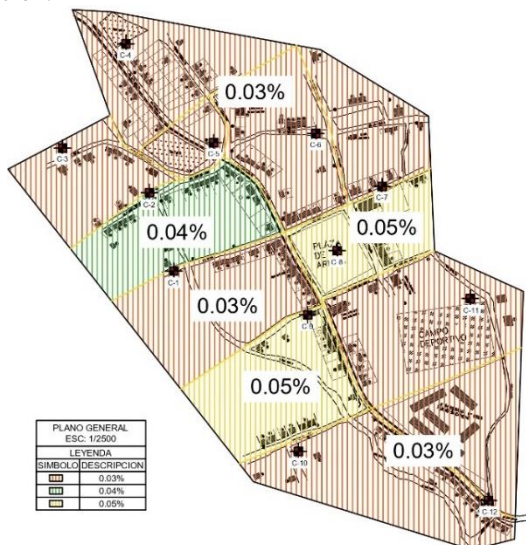 C-4
0.03%
C-3
C-5
C-6
C-2
C-7
0.04%
0.05%
PLAZA
DE
C-8
C-1
0.03%
C-9
C-11
CAMPO
DEPORTIVO
0.05%
PLANO GENERAL
ESC: 1/2500
LEYENDA
SIMBOLO DESCRIPCION
0.03%
0.04%
0.05%
C-10
0.03%
C-12